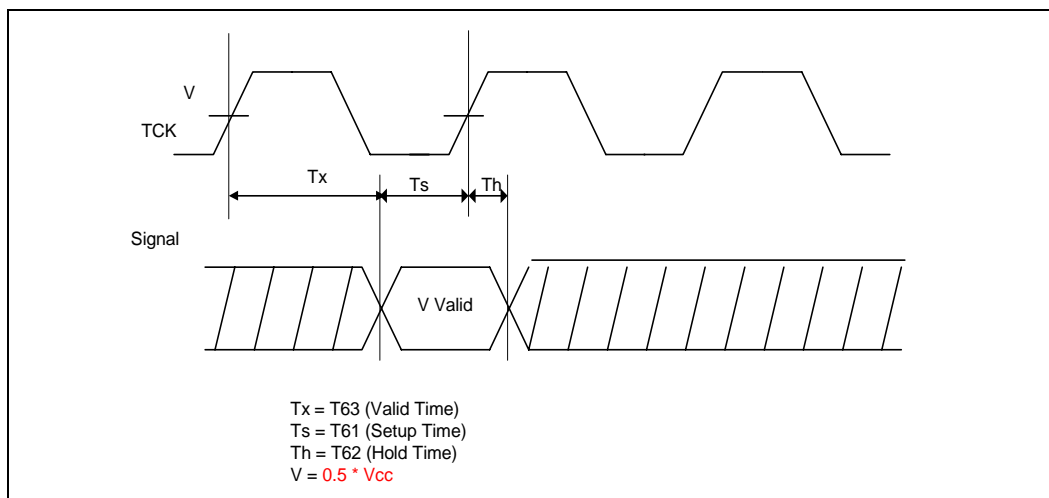 V
TCK
Tx
Ts
Th
Signal
V Valid
Tx = T63 (Valid Time)
Ts = T61 (Setup Time)
Th = T62 (Hold Time)
V = 0.5 * Vcc